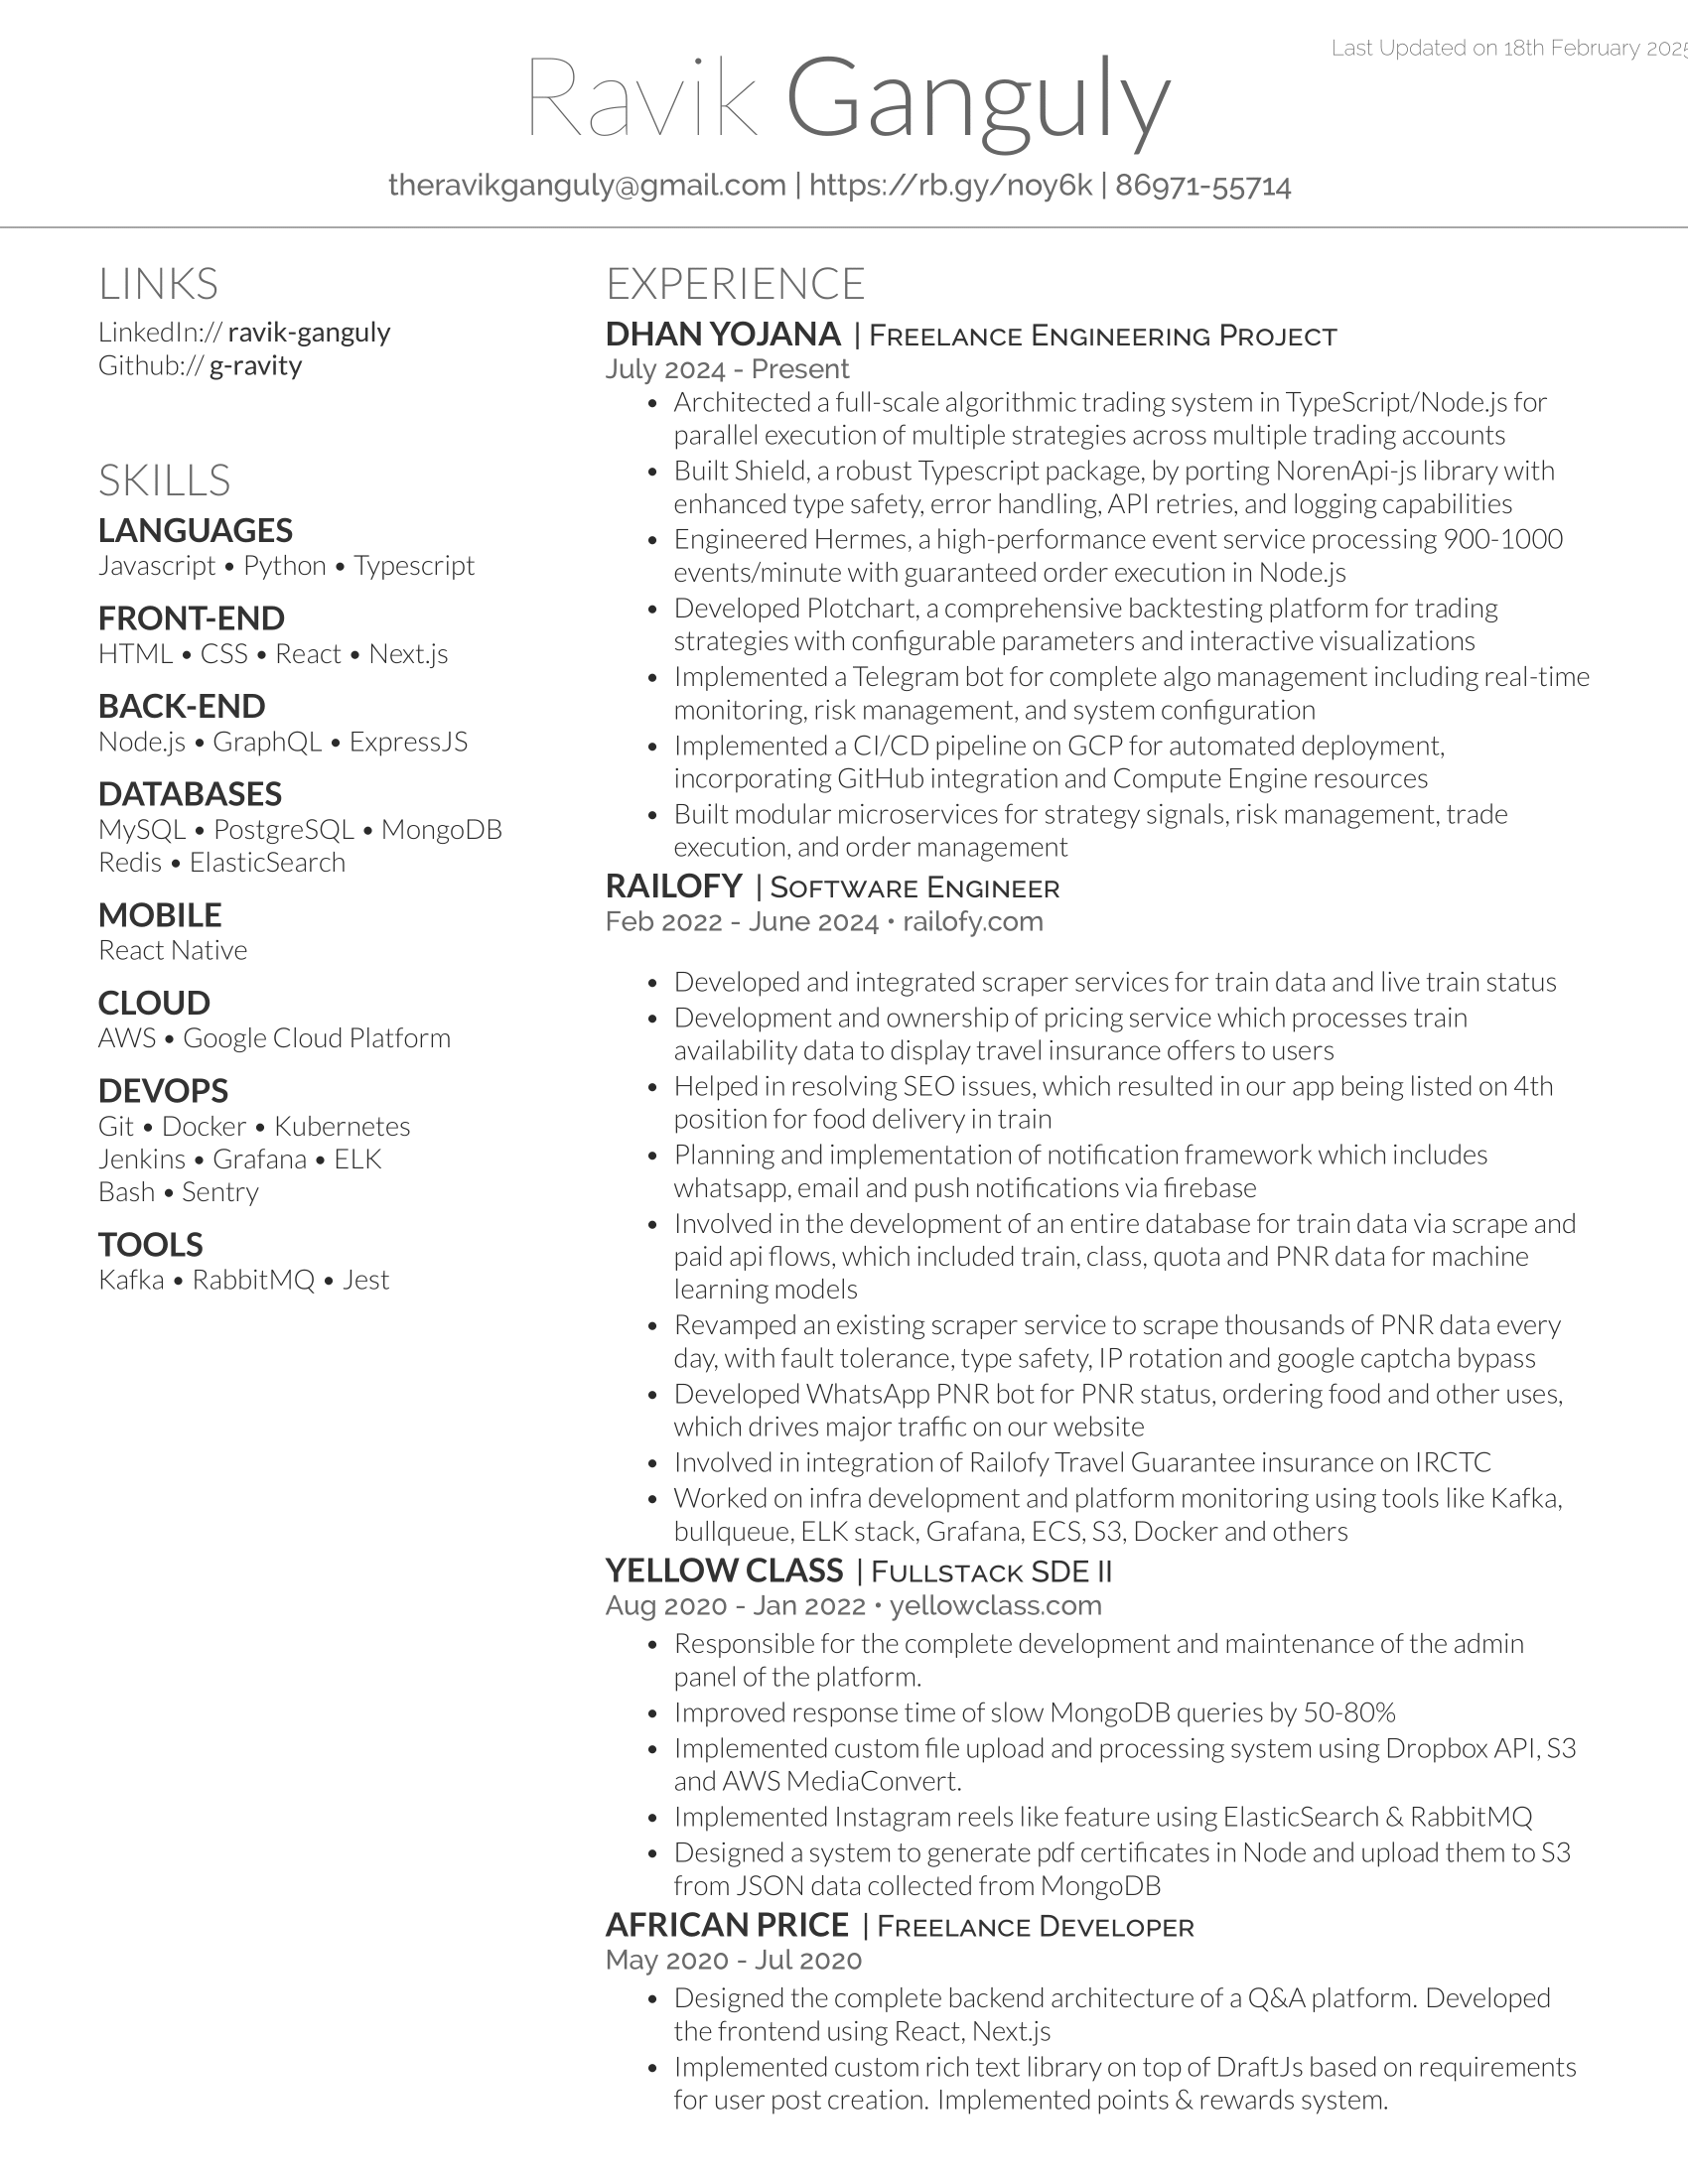 Last Updated on 18th February 2025
Ravik Ganguly
theravikganguly@gmail.com | https://rb.gy/noy6k | 86971-55714
LINKS
LinkedIn:// ravik-ganguly
Github:// g-ravity
SKILLS
LANGUAGES
Javascript • Python • Typescript
FRONT-END
HTML • CSS • React • Next.js
BACK-END
Node.js • GraphQL • ExpressJS
DATABASES
MySQL • PostgreSQL • MongoDB
Redis • ElasticSearch
MOBILE
React Native
CLOUD
AWS • Google Cloud Platform
DEVOPS
Git • Docker • Kubernetes
Jenkins • Grafana • ELK
Bash • Sentry
TOOLS
Kafka • RabbitMQ • Jest
EXPERIENCE
DHAN YOJANA | Freelance Engineering Project
July 2024 - Present
• Architected a full-scale algorithmic trading system in TypeScript/Node.js for
parallel execution of multiple strategies across multiple trading accounts
• Built Shield, a robust Typescript package, by porting NorenApi-js library with
enhanced type safety, error handling, API retries, and logging capabilities
• Engineered Hermes, a high-performance event service processing 900-1000
events/minute with guaranteed order execution in Node.js
• Developed Plotchart, a comprehensive backtesting platform for trading
strategies with configurable parameters and interactive visualizations
• Implemented a Telegram bot for complete algo management including real-time
monitoring, risk management, and system configuration
• Implemented a CI/CD pipeline on GCP for automated deployment,
incorporating GitHub integration and Compute Engine resources
• Built modular microservices for strategy signals, risk management, trade
execution, and order management
RAILOFY | Software Engineer
Feb 2022 - June 2024 • railofy.com
• Developed and integrated scraper services for train data and live train status
• Development and ownership of pricing service which processes train
availability data to display travel insurance offers to users
• Helped in resolving SEO issues, which resulted in our app being listed on 4th
position for food delivery in train
• Planning and implementation of notification framework which includes
whatsapp, email and push notifications via firebase
• Involved in the development of an entire database for train data via scrape and
paid api flows, which included train, class, quota and PNR data for machine
learning models
• Revamped an existing scraper service to scrape thousands of PNR data every
day, with fault tolerance, type safety, IP rotation and google captcha bypass
• Developed WhatsApp PNR bot for PNR status, ordering food and other uses,
which drives major traffic on our website
• Involved in integration of Railofy Travel Guarantee insurance on IRCTC
• Worked on infra development and platform monitoring using tools like Kafka,
bullqueue, ELK stack, Grafana, ECS, S3, Docker and others
YELLOW CLASS | Fullstack SDE II
Aug 2020 - Jan 2022 • yellowclass.com
• Responsible for the complete development and maintenance of the admin
panel of the platform.
• Improved response time of slow MongoDB queries by 50-80%
• Implemented custom file upload and processing system using Dropbox API, S3
and AWS MediaConvert.
• Implemented Instagram reels like feature using ElasticSearch & RabbitMQ
• Designed a system to generate pdf certificates in Node and upload them to S3
from JSON data collected from MongoDB
AFRICAN PRICE | Freelance Developer
May 2020 - Jul 2020
• Designed the complete backend architecture of a Q&A platform. Developed
the frontend using React, Next.js
• Implemented custom rich text library on top of DraftJs based on requirements
for user post creation. Implemented points & rewards system.